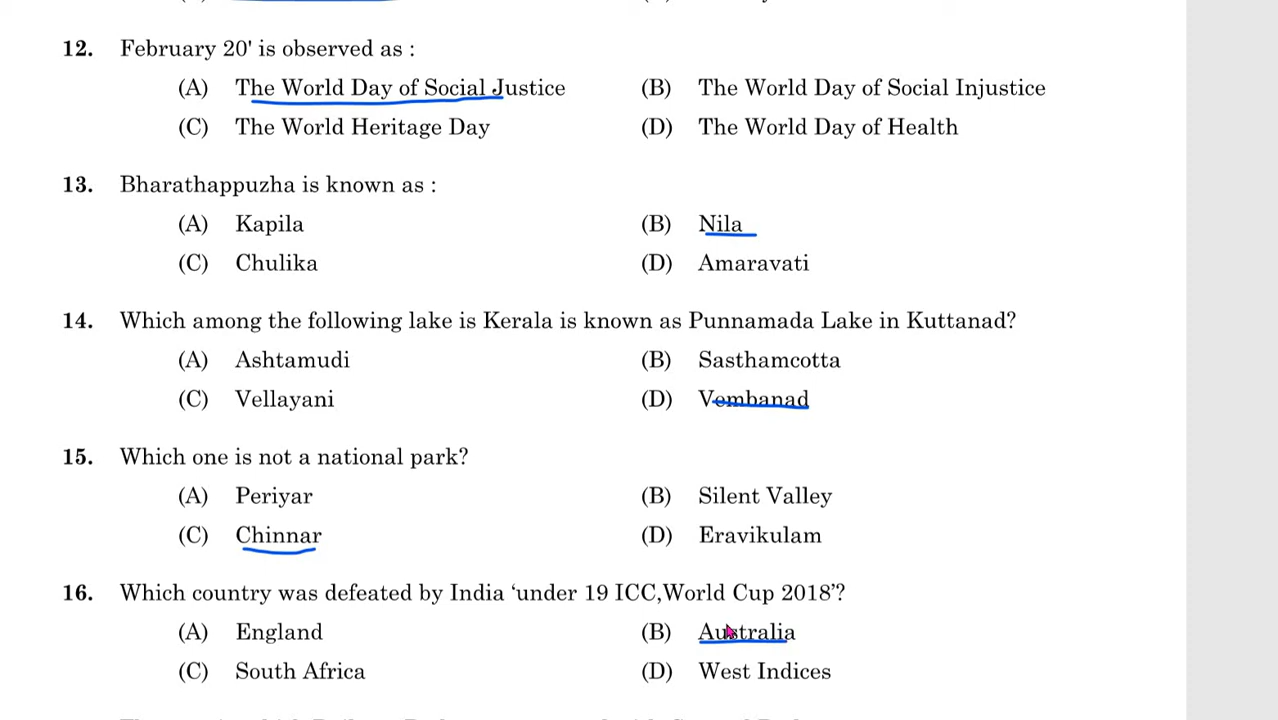 12. February 20' is observed as :
(A) The World Day of Social Justice (B) The World Day of Social Injustice
(C) The World Heritage Day (D) The World Day of Health
13. Bharathappuzha is known as :
(A) Kapila (B) Nila
(C) Chulika (D) Amaravati
14. Which among the following lake is Kerala is known as Punnamada Lake in Kuttanad?
(A) Ashtamudi (B) Sasthamcotta
(C) Vellayani (D) Vembanad
15. Which one is not a national park?
(A) Periyar (B) Silent Valley
(C) Chinnar (D) Eravikulam
16. Which country was defeated by India ‘under 19 ICC,World Cup 2018’?
(A) England (B) Australia
(C) South Africa (D) West Indices